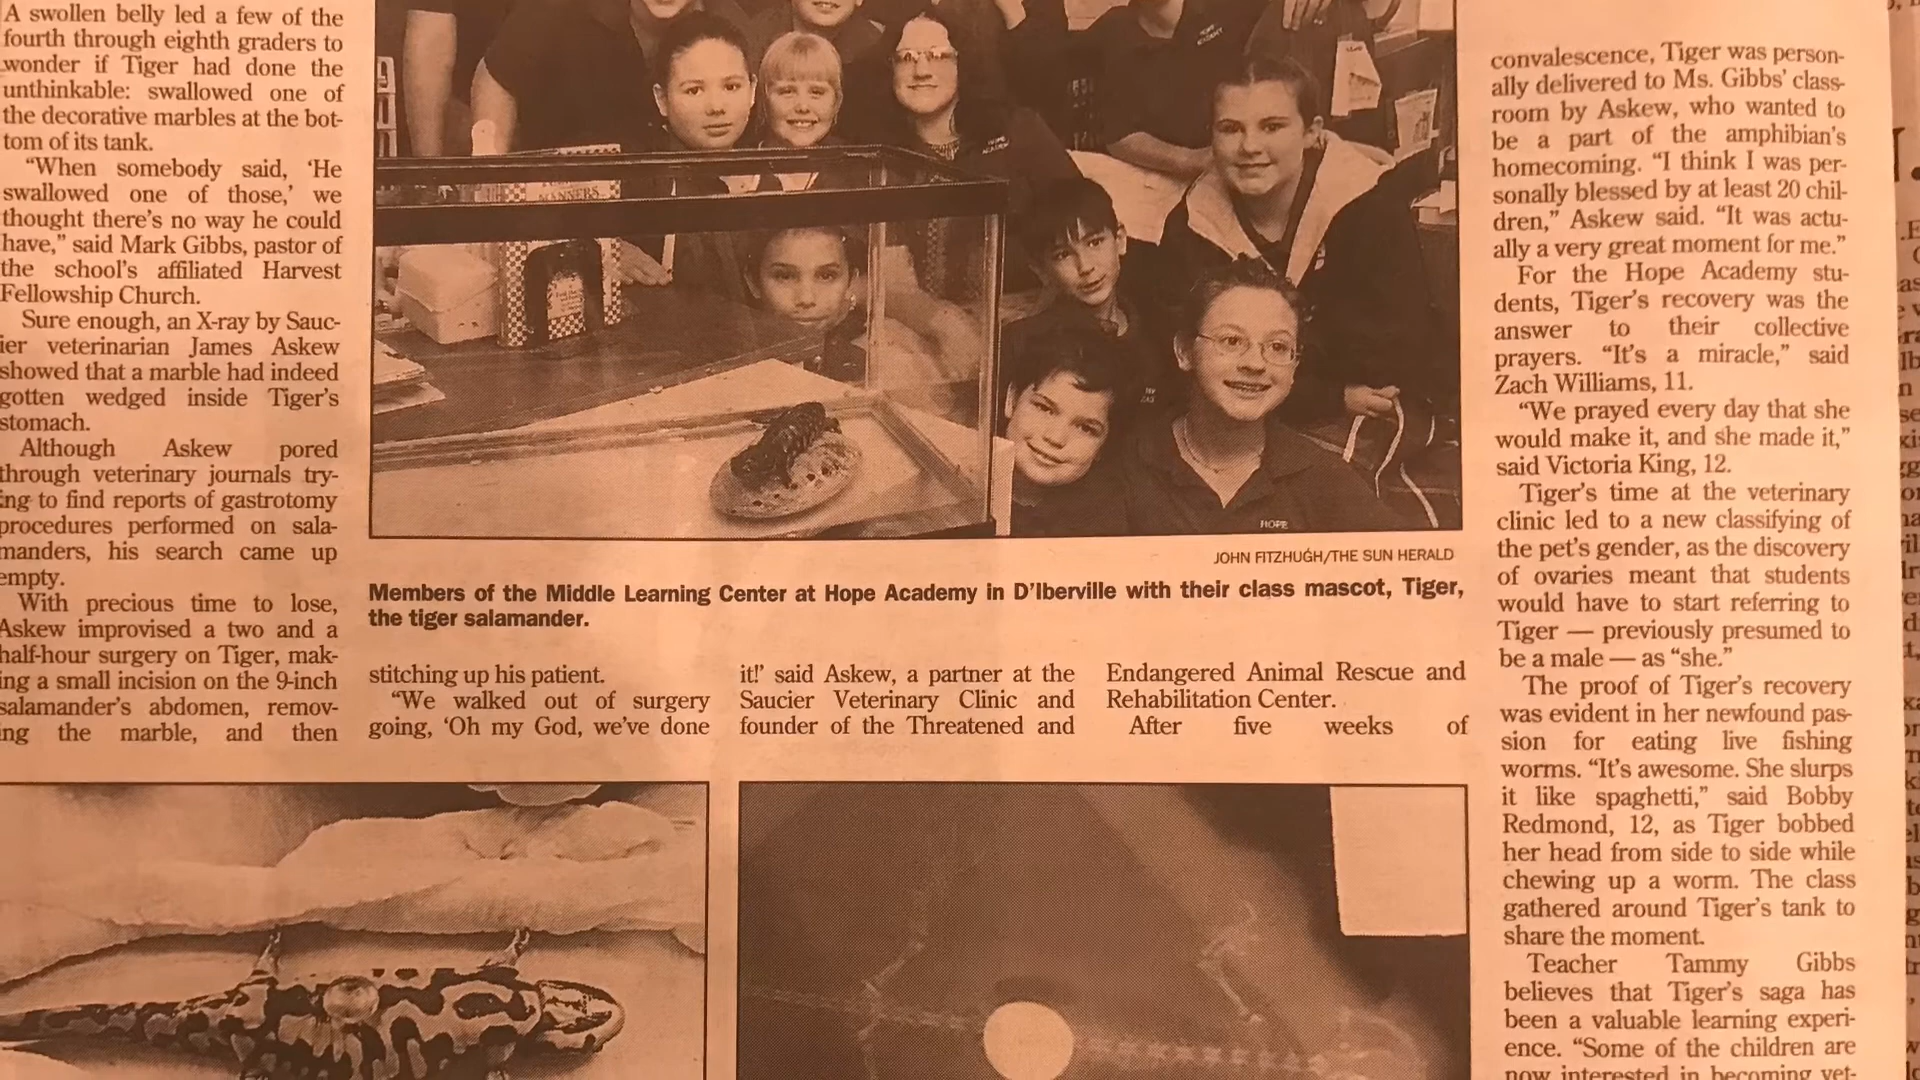 A swollen belly led a few of the
fourth through eighth graders to
wonder if Tiger had done the
unthinkable: swallowed one of
the decorative marbles at the bot-
tom of its tank.
“When somebody said, ‘He
swallowed one of those,’ we
thought there’s no way he could
have,” said Mark Gibbs, pastor of
the school’s affiliated Harvest
Fellowship Church.
Sure enough, an X-ray by Sauc-
ier veterinarian James Askew
showed that a marble had indeed
gotten wedged inside Tiger’s
stomach.
Although Askew pored
through veterinary journals try-
ing to find reports of gastrotomy
procedures performed on sala-
manders, his search came up
empty.
With precious time to lose,
Askew improvised a two and a
half-hour surgery on Tiger, mak-
ing a small incision on the 9-inch
salamander’s abdomen, remov-
ing the marble, and then
MANNERS
HOPE
JOHN FITZHUGH/THE SUN HERALD
Members of the Middle Learning Center at Hope Academy in D’Iberville with their class mascot, Tiger,
the tiger salamander.
stitching up his patient.
“We walked out of surgery
going, ‘Oh my God, we’ve done
it!’ said Askew, a partner at the
Saucier Veterinary Clinic and
founder of the Threatened and
Endangered Animal Rescue and
Rehabilitation Center.
After five weeks of
convalescence, Tiger was person-
ally delivered to Ms. Gibbs’ class-
room by Askew, who wanted to
be a part of the amphibian’s
homecoming. “I think I was per-
sonally blessed by at least 20 chil-
dren,” Askew said. “It was actu-
ally a very great moment for me.”
For the Hope Academy stu-
dents, Tiger’s recovery was the
answer to their collective
prayers. “It’s a miracle,” said
Zach Williams, 11.
“We prayed every day that she
would make it, and she made it,”
said Victoria King, 12.
Tiger’s time at the veterinary
clinic led to a new classifying of
the pet’s gender, as the discovery
of ovaries meant that students
would have to start referring to
Tiger — previously presumed to
be a male — as “she.”
The proof of Tiger’s recovery
was evident in her newfound pas-
sion for eating live fishing
worms. “It’s awesome. She slurps
it like spaghetti,” said Bobby
Redmond, 12, as Tiger bobbed
her head from side to side while
chewing up a worm. The class
gathered around Tiger’s tank to
share the moment.
Teacher Tammy Gibbs
believes that Tiger’s saga has
been a valuable learning experi-
ence. “Some of the children are
now interested in becoming vet-